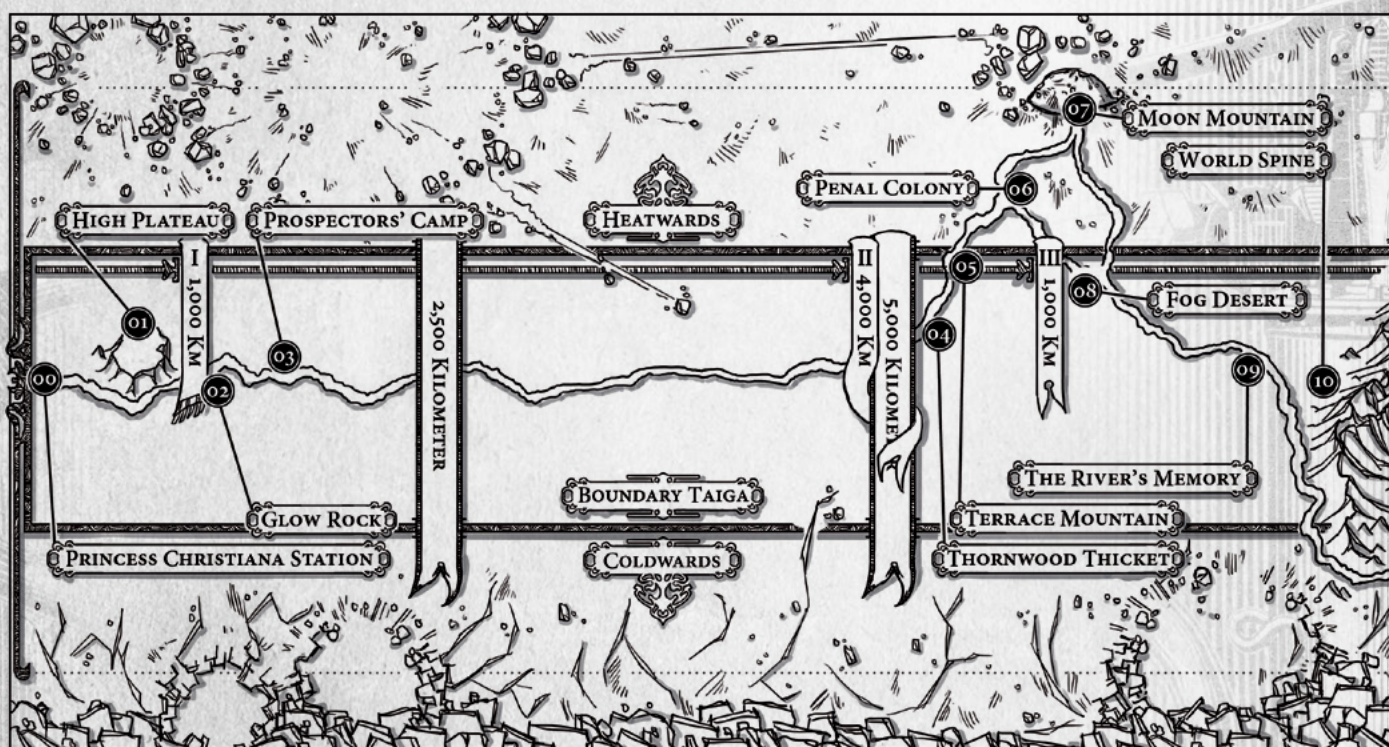 07
MOON MOUNTAIN
WORLD SPINE
PENAL COLONY
06
HIGH PLATEAU
PROSPECTORS' CAMP
HEATWARDS
I
1,000 KM
II
4,000 KM
5,000 KILOMET
III
1,000 KM
2,500 KILOMETER
05
08
FOG DESERT
01
04
03
00
02
09
10
THE RIVER'S MEMORY
BOUNDARY TAIGA
GLOW ROCK
TERRACE MOUNTAIN
PRINCESS CHRISTIANA STATION
COLDWARDS
THORNWOOD THICKET